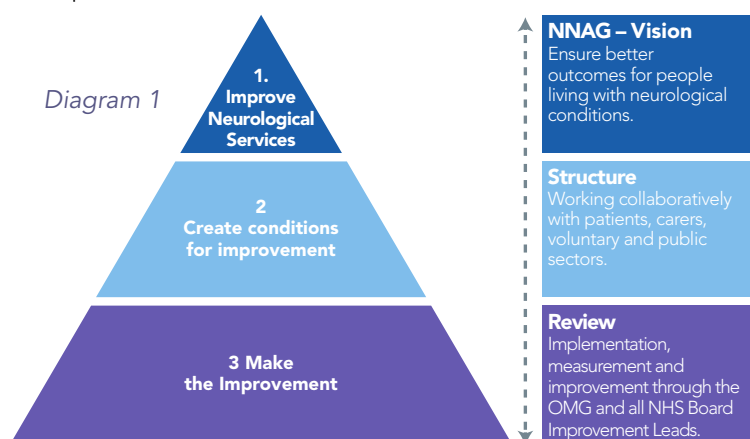 Diagram 1
1.
Improve
Neurological
Services
2
Create conditions
for improvement
3 Make
the Improvement
NNAG – Vision
Ensure better
outcomes for people
living with neurological
conditions.
Structure
Working collaboratively
with patients, carers,
voluntary and public
sectors.
Review
Implementation,
measurement and
improvement through the
OMG and all NHS Board
Improvement Leads.